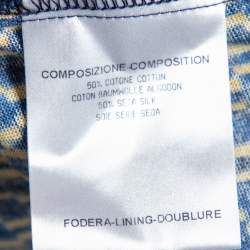 COMPOSIZIONE-COMPOSITION
50% COTONE COTTON
COTON BAUMWOLLE ALGODON
50% SETA SILK
SOIE SEIDE SEDA
FODERA-LINING-DOUBLURE